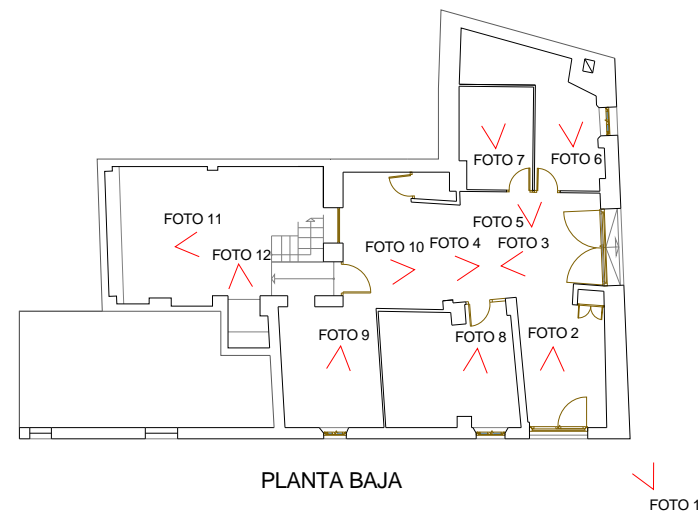 FOTO 7
FOTO 6
FOTO 11
FOTO 5
FOTO 12
FOTO 10
FOTO 4
FOTO 3
FOTO 9
FOTO 8
FOTO 2
PLANTA BAJA
FOTO 1